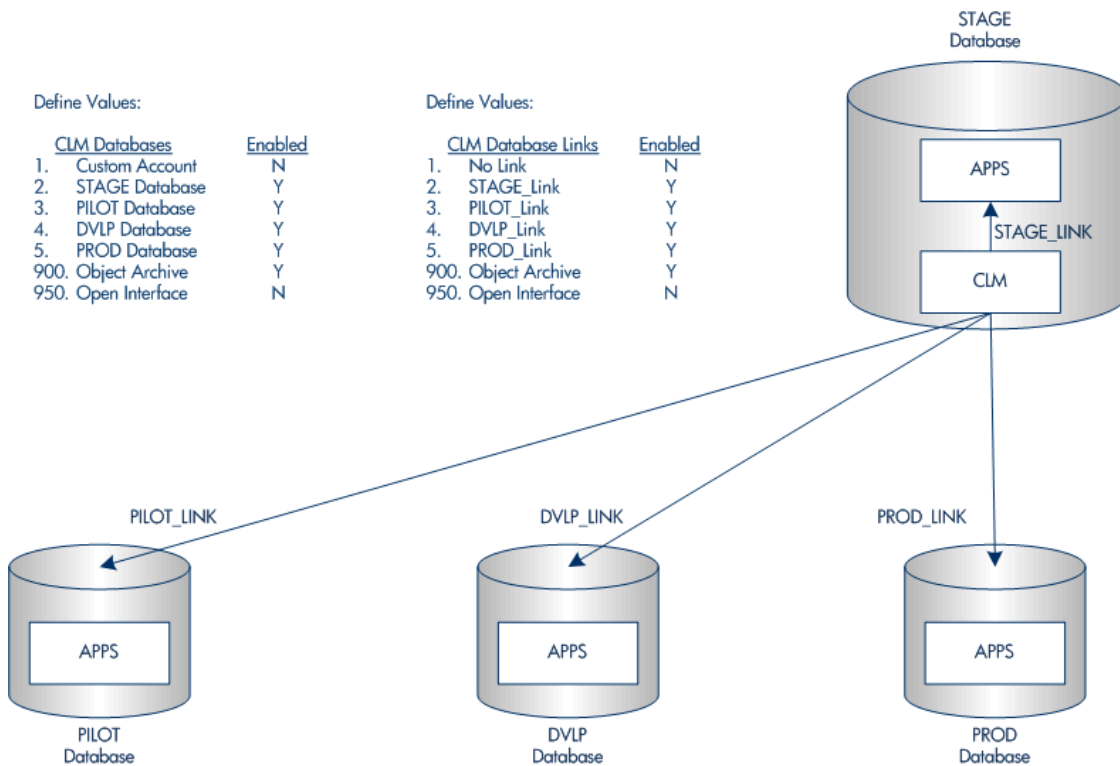 STAGE
Database
Define Values:
CLM Databases Enabled
1. Custom Account N
2. STAGE Database Y
3. PILOT Database Y
4. DVLP Database Y
5. PROD Database Y
900. Object Archive Y
950. Open Interface N
Define Values:
CLM Database Links Enabled
1. No Link N
2. STAGE_Link Y
3. PILOT_Link Y
4. DVLP_Link Y
5. PROD_Link Y
900. Object Archive Y
950. Open Interface N
APPS
STAGE_LINK
CLM
PILOT_LINK
DVLP_LINK
PROD_LINK
APPS
APPS
APPS
PILOT
Database
DVLP
Database
PROD
Database